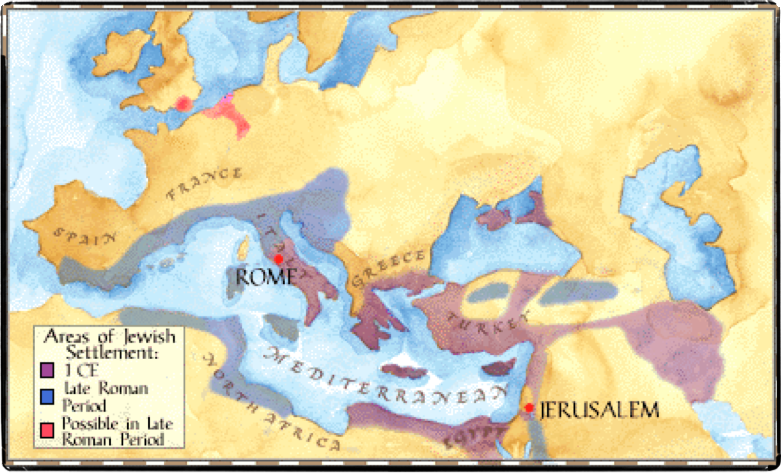 FRANCE
SPAIN
ITALY
ROME
GREECE
TURKEY
MEDITERRANEAN
NORTH AFRICA
EGYPT
JERUSALEM
Areas of Jewish
Settlement:
1 CE
late Roman
Period
Possible in late
Roman Period